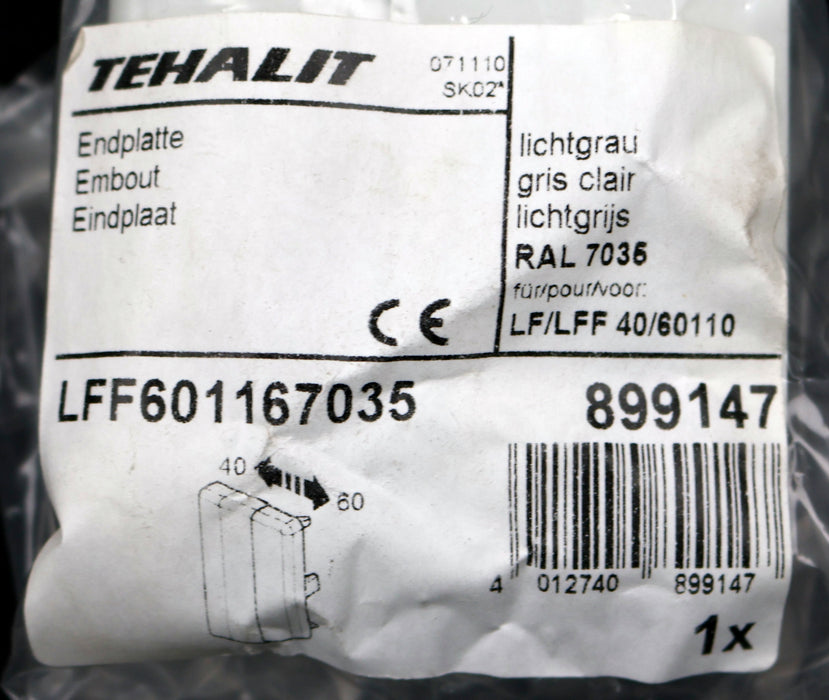 TEHALIT
071110
SK02*
Endplatte
Embout
Eindplaat
lichtgrau
gris clair
lichtgrijs
RAL 7035
für/pour/voor:
LF/LFF 40/60110
CE
LFF601167035
899147
40
60
4 012740 899147
1x